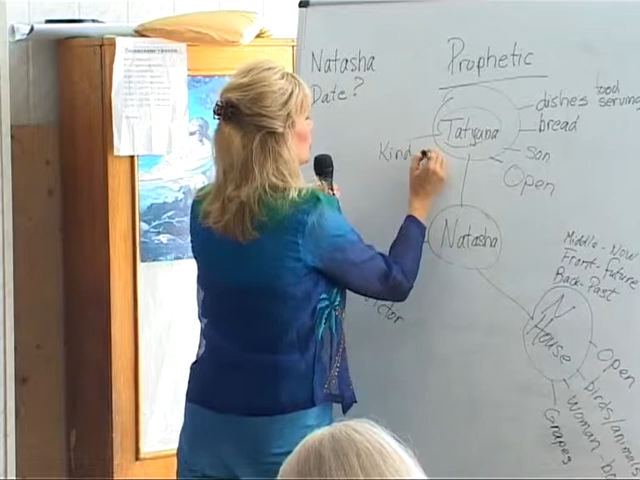 Natasha
Date?
Prophetic
Tatyana
dishes
food
serving
bread
son
Open
Kind
Natasha
Middle - Now
Front - Future
Back - Past
House
Open
birds/animals
woman
Grapes